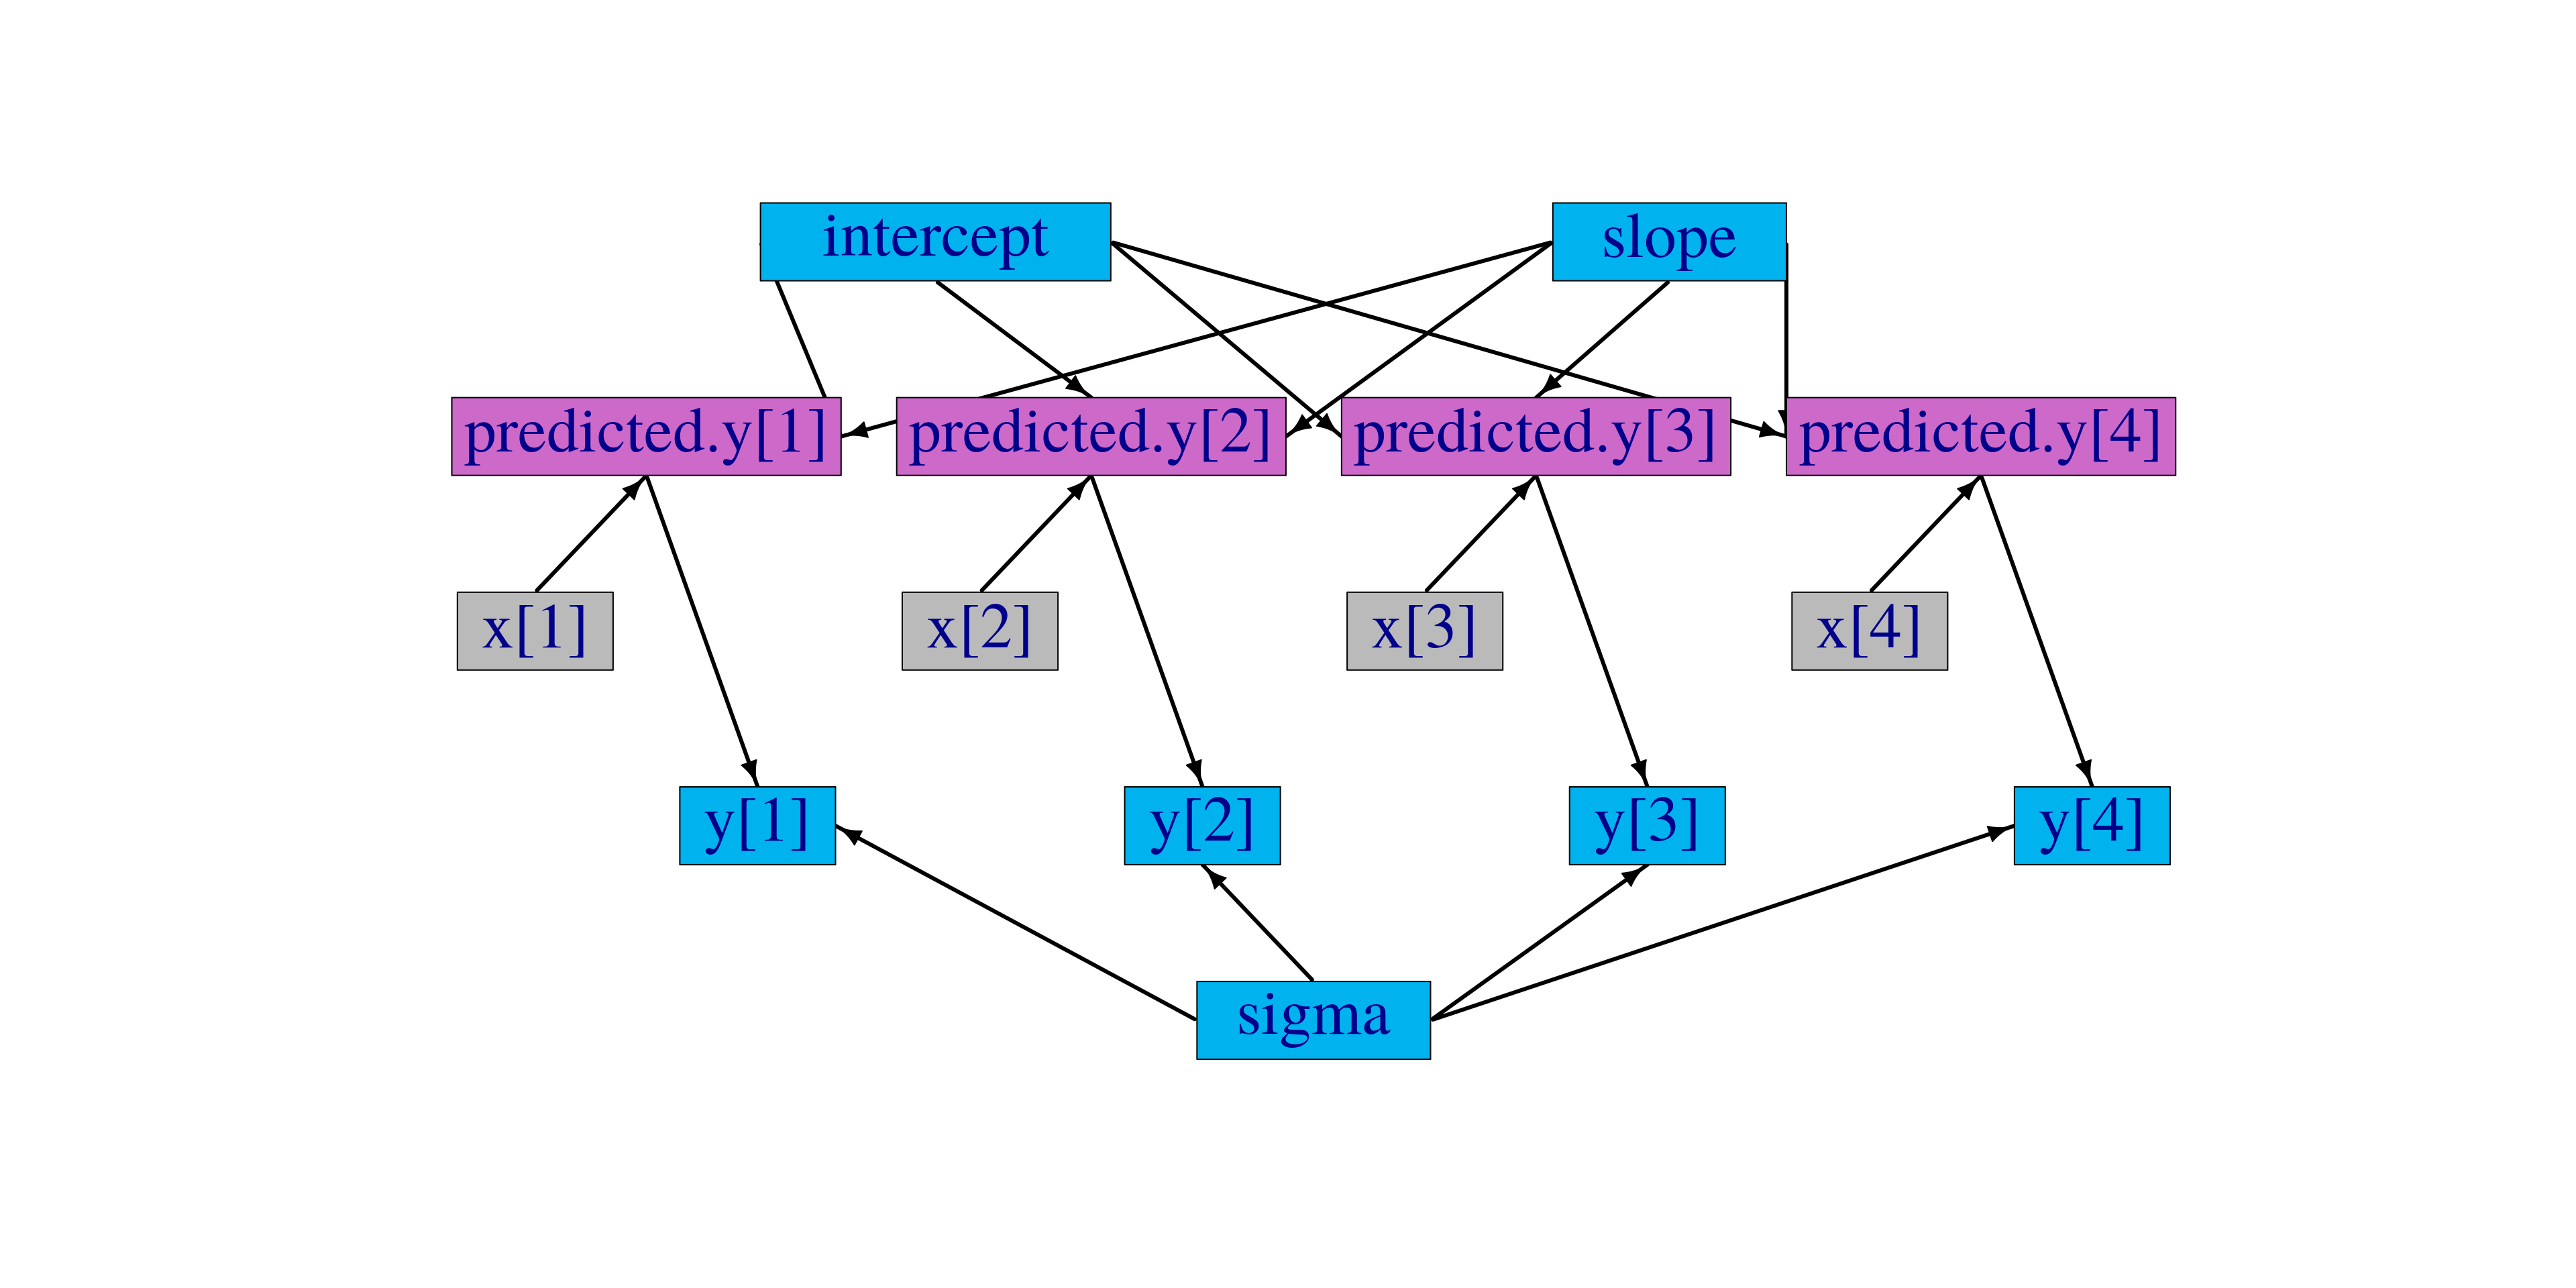 intercept
slope
predicted.y[1]
predicted.y[2]
predicted.y[3]
predicted.y[4]
x[1]
x[2]
x[3]
x[4]
y[1]
y[2]
y[3]
y[4]
sigma